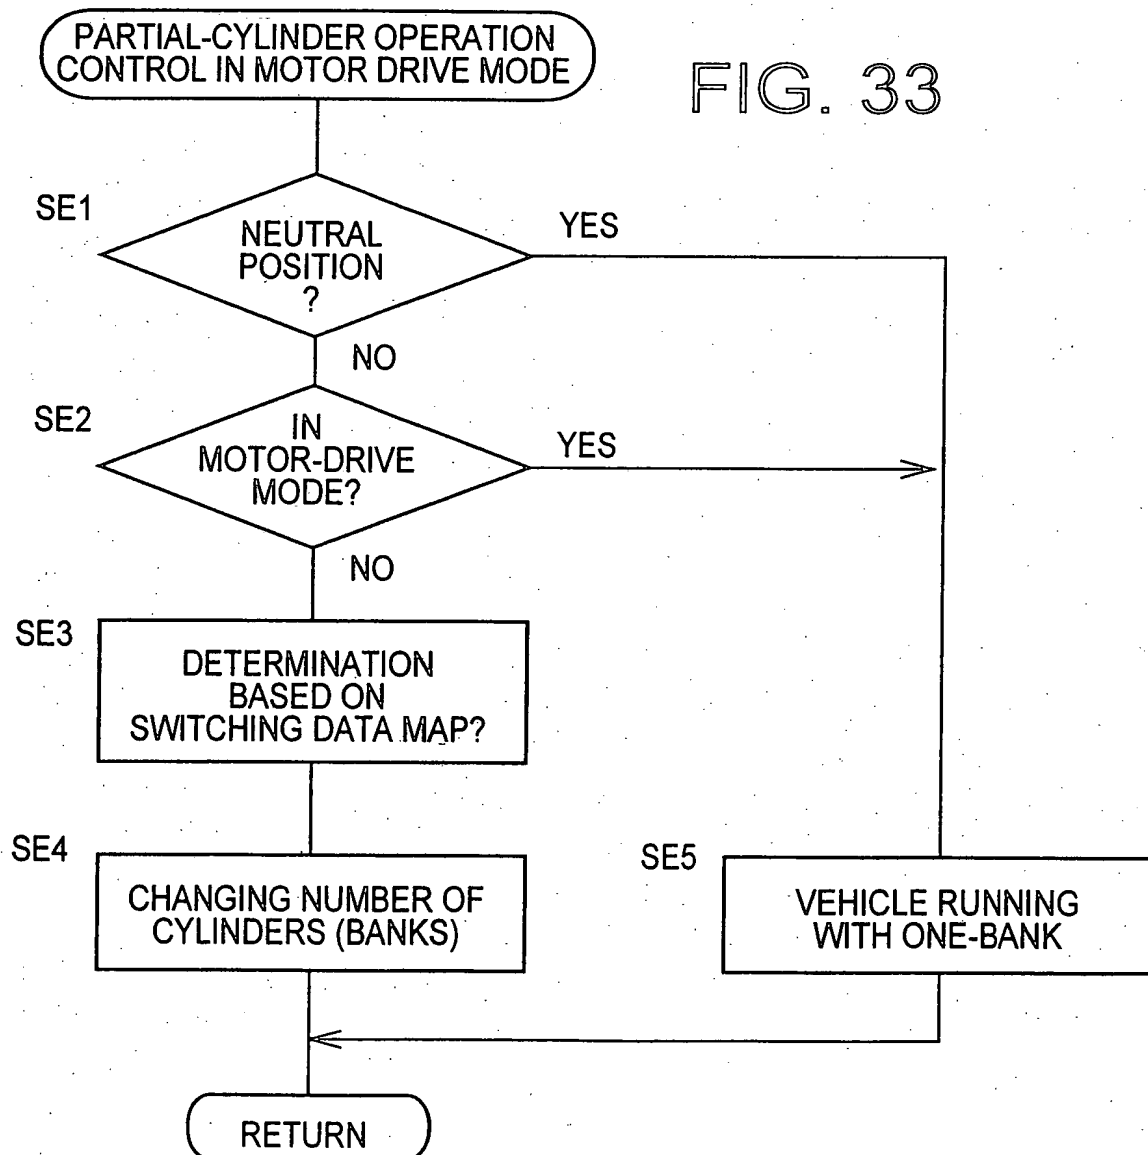 PARTIAL-CYLINDER OPERATION
CONTROL IN MOTOR DRIVE MODE
FIG. 33
SE1
NEUTRAL
POSITION
?
YES
NO
SE2
IN
MOTOR-DRIVE
MODE?
YES
NO
SE3
DETERMINATION
BASED ON
SWITCHING DATA MAP?
SE4
CHANGING NUMBER OF
CYLINDERS (BANKS)
SE5
VEHICLE RUNNING
WITH ONE-BANK
RETURN